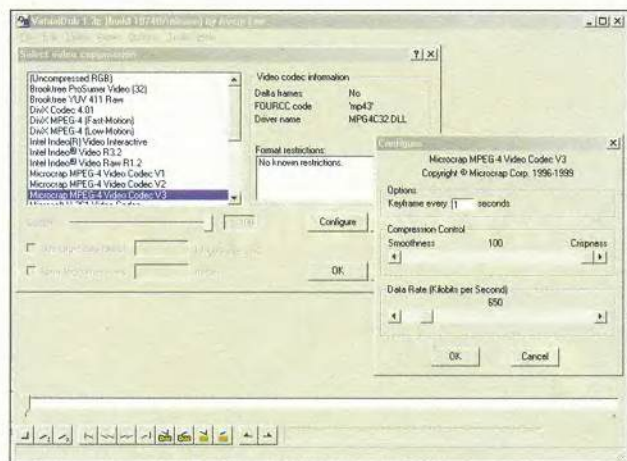 VirtualDub 1.3c (build 8740/release) by Avery Lee
Select video compression
(Uncompressed RGB)
Brooktree ProSumer Video (32)
Brooktree YUV 411 Raw
DivX Codec 4.01
DivX MPEG-4 (Fast-Motion)
DivX MPEG-4 (Low-Motion)
Intel Index(R) Video Interactive
Intel Index® Video R3.2
Intel Index® Video Raw R1.2
Microcrap MPEG-4 Video Codec V1
Microcrap MPEG-4 Video Codec V2
Microcrap MPEG-4 Video Codec V3
Video codec information
Delta frames No
FOURCC code 'mp43'
Driver name MPG4C32.DLL
Format restrictions:
No known restrictions.
Configure
OK
Configure
Microcrap MPEG-4 Video Codec V3
Copyright © Microcrap Corp. 1996-1999
Options
Keyframe every 1 seconds
Compression Control
Smoothness 100 Crispness
Data Rate (Kilobits per Second)
650
OK Cancel